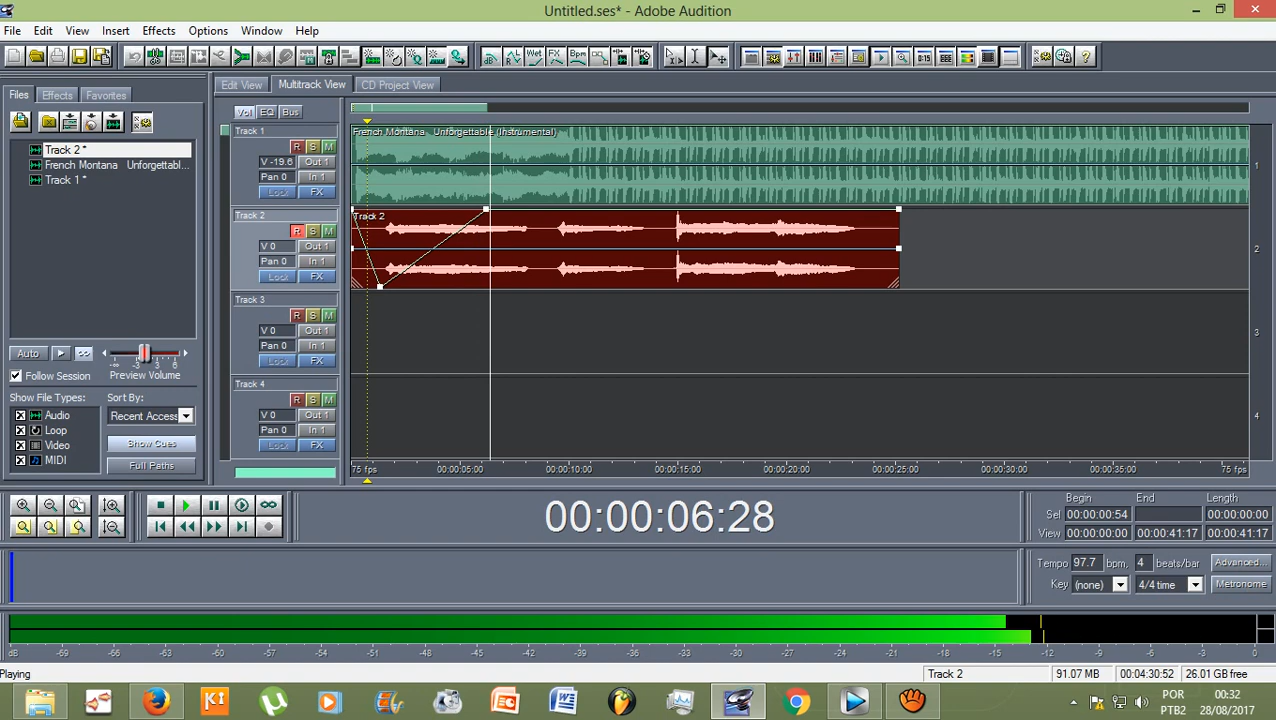 Untitled.ses* - Adobe Audition
File Edit View Insert Effects Options Window Help
Files Effects Favorites
Edit View Multitrack View CD Project View
Vol EQ Bus
Track 2 *
French Montana Unforgettabl...
Track 1 *
Auto
Follow Session
Preview Volume
-∞ -3 3 6
Show File Types:
Sort By:
Audio
Loop
Video
MIDI
Recent Access
Show Cues
Full Paths
Track 1
R S M
V -19.6 Out 1
Pan 0 In 1
Lock FX
Track 2
R S M
V 0 Out 1
Pan 0 In 1
Lock FX
Track 3
R S M
V 0 Out 1
Pan 0 In 1
Lock FX
Track 4
R S M
V 0 Out 1
Pan 0 In 1
Lock FX
French Montana Unforgettable (Instrumental)
Track 2
1
2
3
4
75 fps 00:00:05:00 00:00:10:00 00:00:15:00 00:00:20:00 00:00:25:00 00:00:30:00 00:00:35:00 75 fps
00:00:06:28
Begin End Length
Sel 00:00:00:54 00:00:00:00
View 00:00:00:00 00:00:41:17 00:00:41:17
Tempo 97.7 bpm, 4 beats/bar Advanced...
Key (none) 4/4 time Metronome
dB -69 -66 -63 -60 -57 -54 -51 -48 -45 -42 -39 -36 -33 -30 -27 -24 -21 -18 -15 -12 -9 -6 -3 0
Playing
Track 2 91.07 MB 00:04:30:52 26.01 GB free
POR
PTB2
00:32
28/08/2017